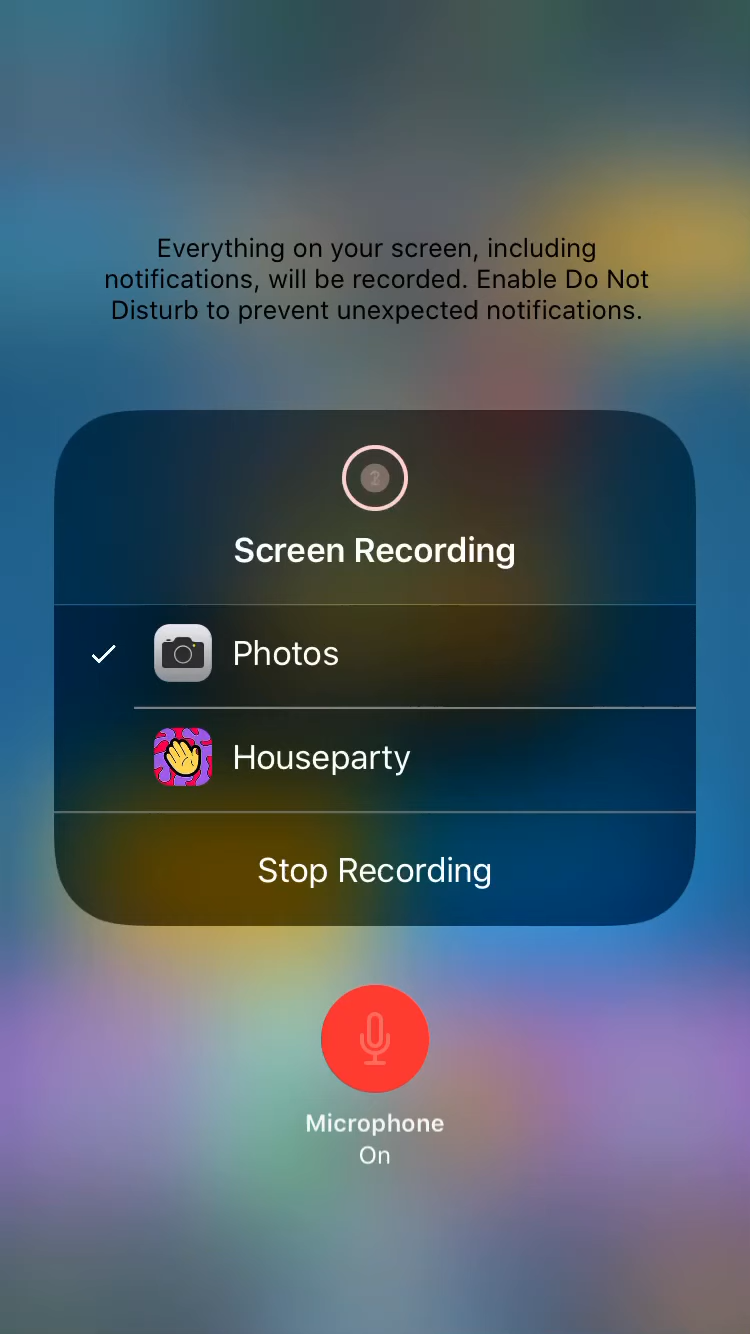 Everything on your screen, including
notifications, will be recorded. Enable Do Not
Disturb to prevent unexpected notifications.
Screen Recording
Photos
Houseparty
Stop Recording
Microphone
On